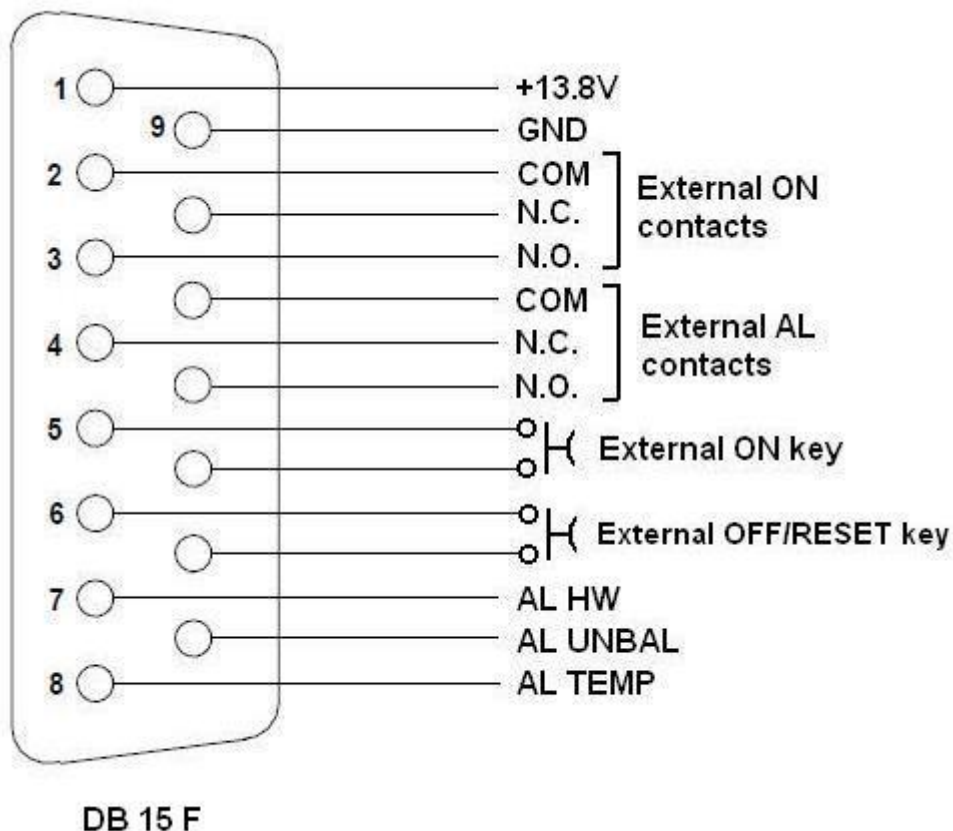 1 +13.8V
9 GND
2 COM
N.C.
3 N.O.
External ON
contacts
COM
4 N.C.
N.O.
External AL
contacts
5 External ON key
6 External OFF/RESET key
7 AL HW
AL UNBAL
8 AL TEMP
DB 15 F